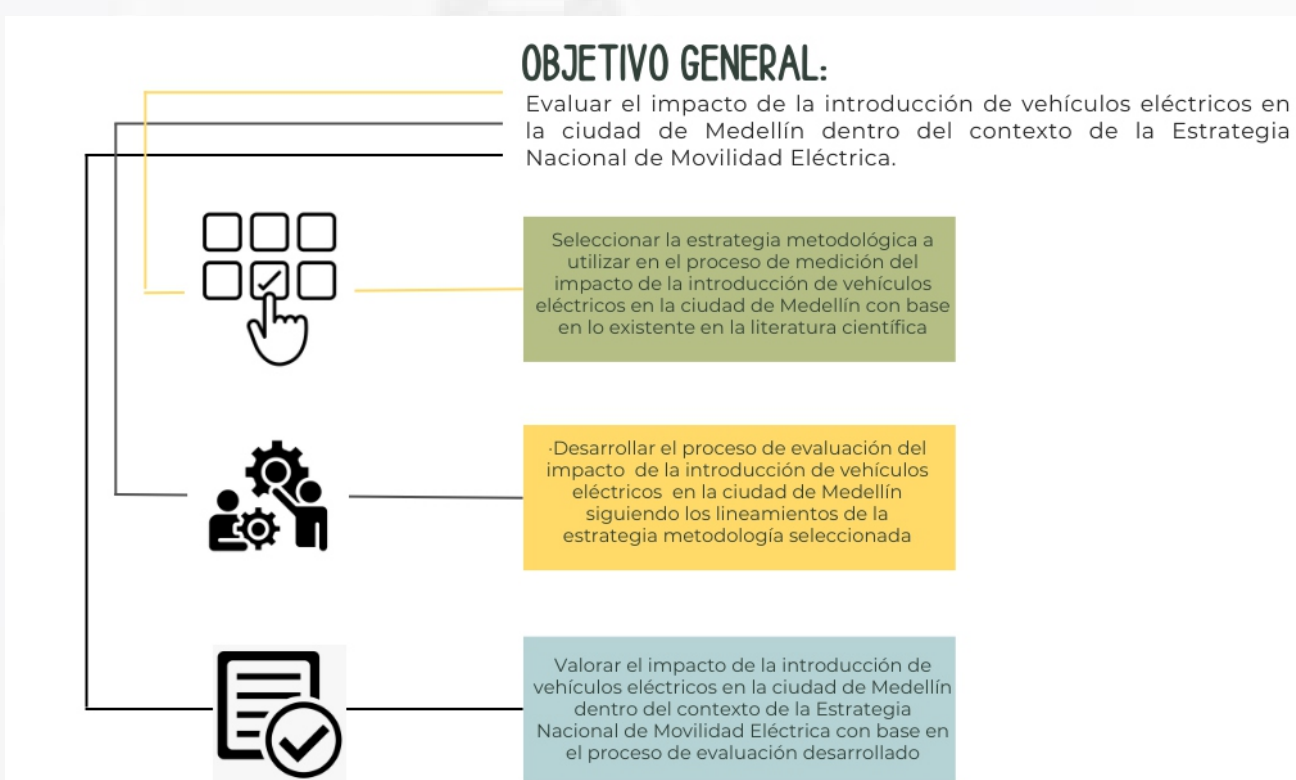 OBJETIVO GENERAL:
Evaluar el impacto de la introducción de vehículos eléctricos en
la ciudad de Medellín dentro del contexto de la Estrategia
Nacional de Movilidad Eléctrica.
Seleccionar la estrategia metodológica a
utilizar en el proceso de medición del
impacto de la introducción de vehículos
eléctricos en la ciudad de Medellín con base
en lo existente en la literatura científica
·Desarrollar el proceso de evaluación del
impacto de la introducción de vehículos
eléctricos en la ciudad de Medellín
siguiendo los lineamientos de la
estrategia metodología seleccionada
Valorar el impacto de la introducción de
vehículos eléctricos en la ciudad de Medellín
dentro del contexto de la Estrategia
Nacional de Movilidad Eléctrica con base en
el proceso de evaluación desarrollado